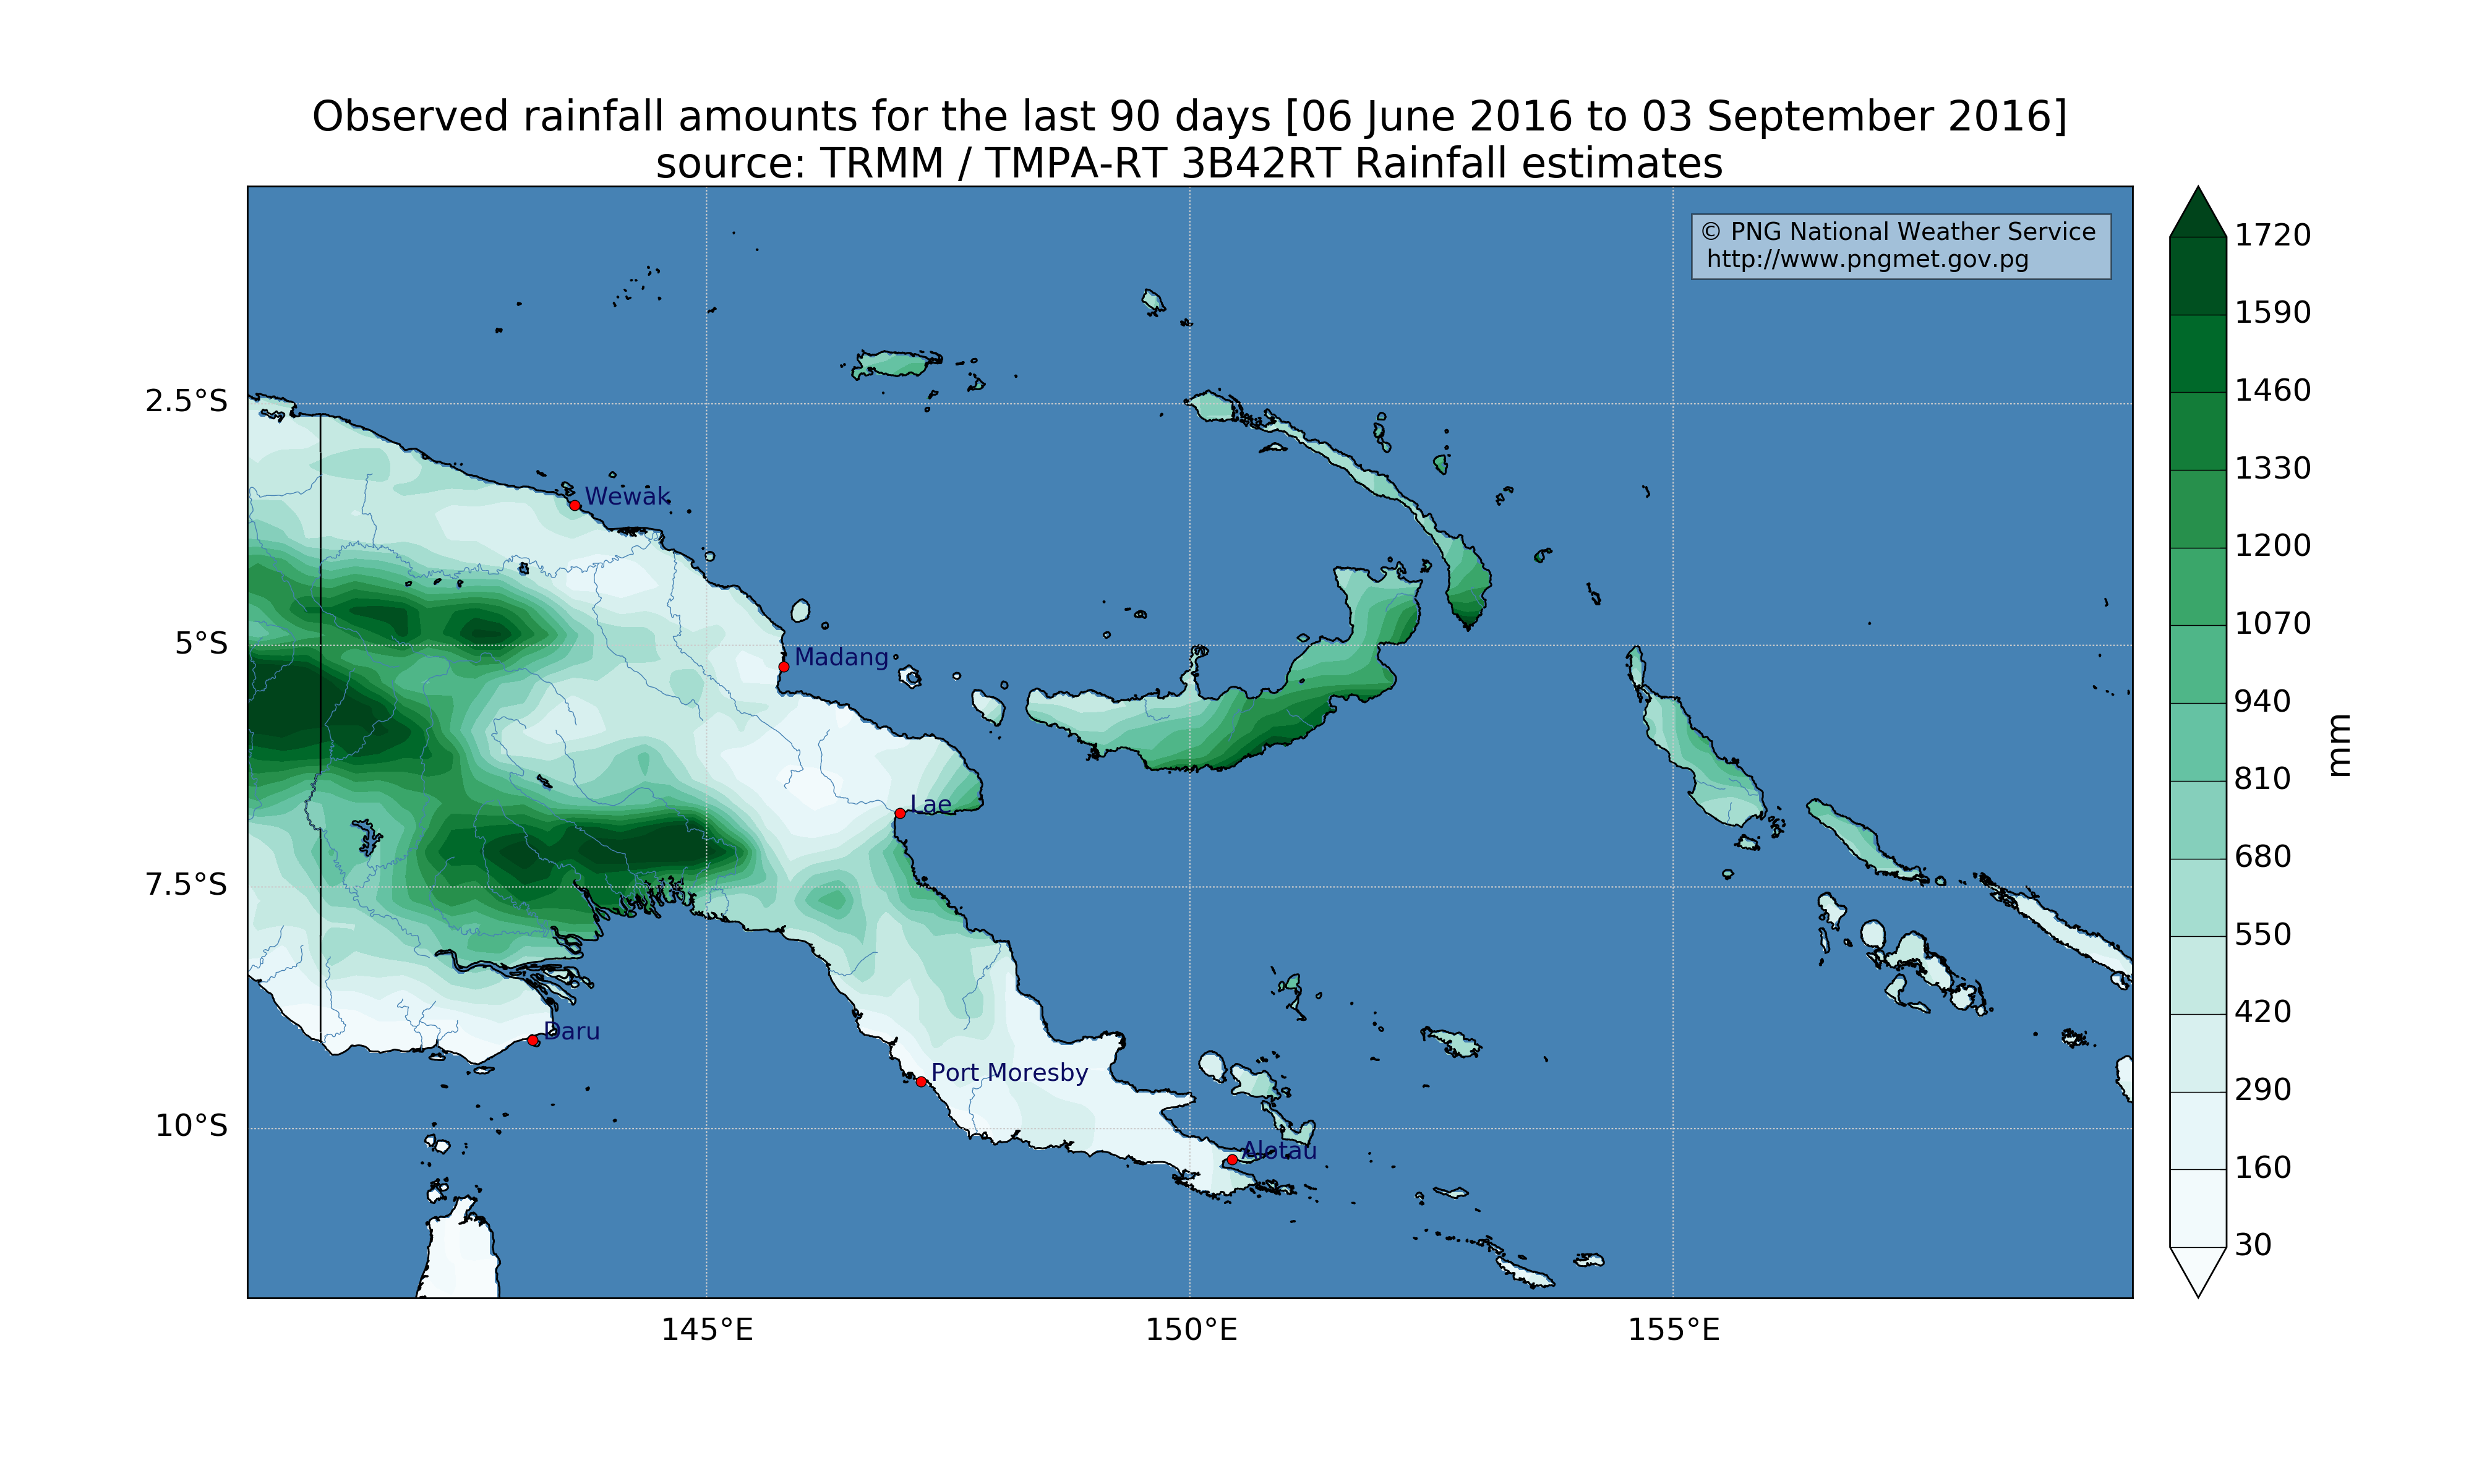 Observed rainfall amounts for the last 90 days [06 June 2016 to 03 September 2016]
source: TRMM / TMPA-RT 3B42RT Rainfall estimates
© PNG National Weather Service
http://www.pngmet.gov.pg
2.5°S
5°S
7.5°S
10°S
145°E
150°E
155°E
Wewak
Madang
Lae
Daru
Port Moresby
Alotau
1720
1590
1460
1330
1200
1070
940
810
680
550
420
290
160
30
mm